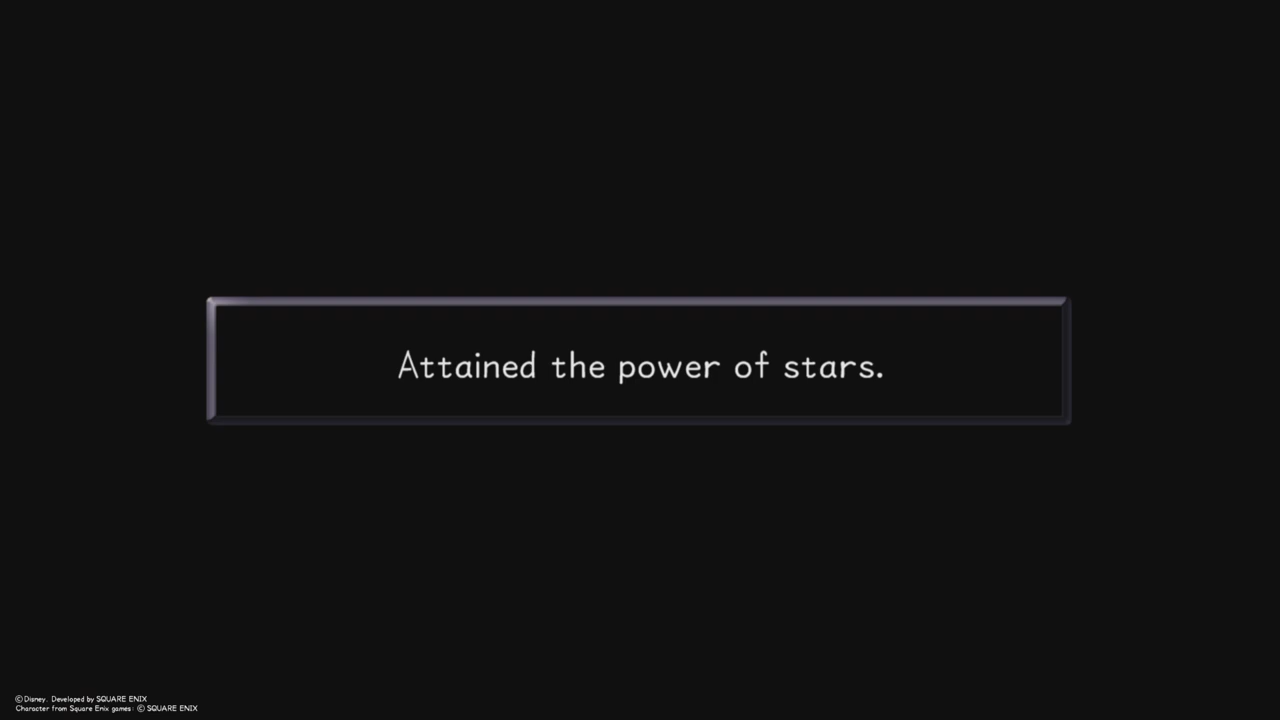 Attained the power of stars.
©Disney. Developed by SQUARE ENIX
Character from Square Enix games: © SQUARE ENIX